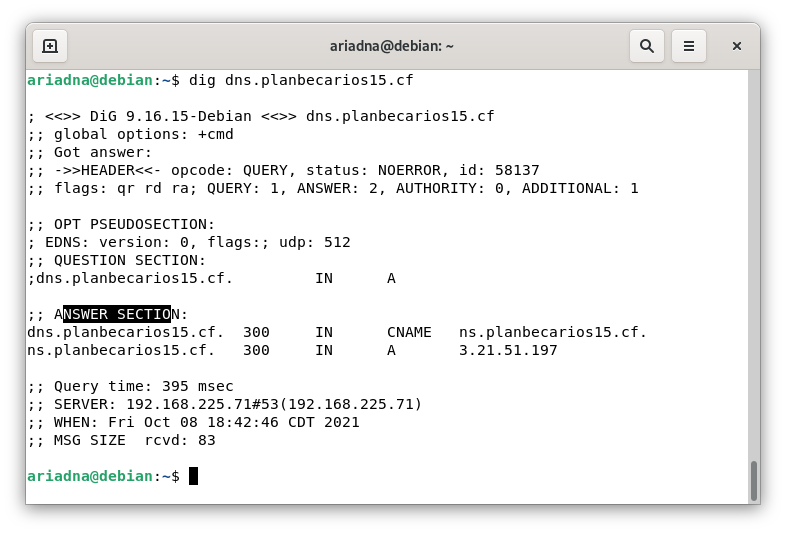 ariadna@debian: ~
ariadna@debian:~$ dig dns.planbecarios15.cf

; <<>> DiG 9.16.15-Debian <<>> dns.planbecarios15.cf
;; global options: +cmd
;; Got answer:
;; ->>HEADER<<- opcode: QUERY, status: NOERROR, id: 58137
;; flags: qr rd ra; QUERY: 1, ANSWER: 2, AUTHORITY: 0, ADDITIONAL: 1

;; OPT PSEUDOSECTION:
; EDNS: version: 0, flags:; udp: 512
;; QUESTION SECTION:
;dns.planbecarios15.cf.         IN      A

;; ANSWER SECTION:
dns.planbecarios15.cf.  300     IN      CNAME   ns.planbecarios15.cf.
ns.planbecarios15.cf.   300     IN      A       3.21.51.197

;; Query time: 395 msec
;; SERVER: 192.168.225.71#53(192.168.225.71)
;; WHEN: Fri Oct 08 18:42:46 CDT 2021
;; MSG SIZE  rcvd: 83

ariadna@debian:~$